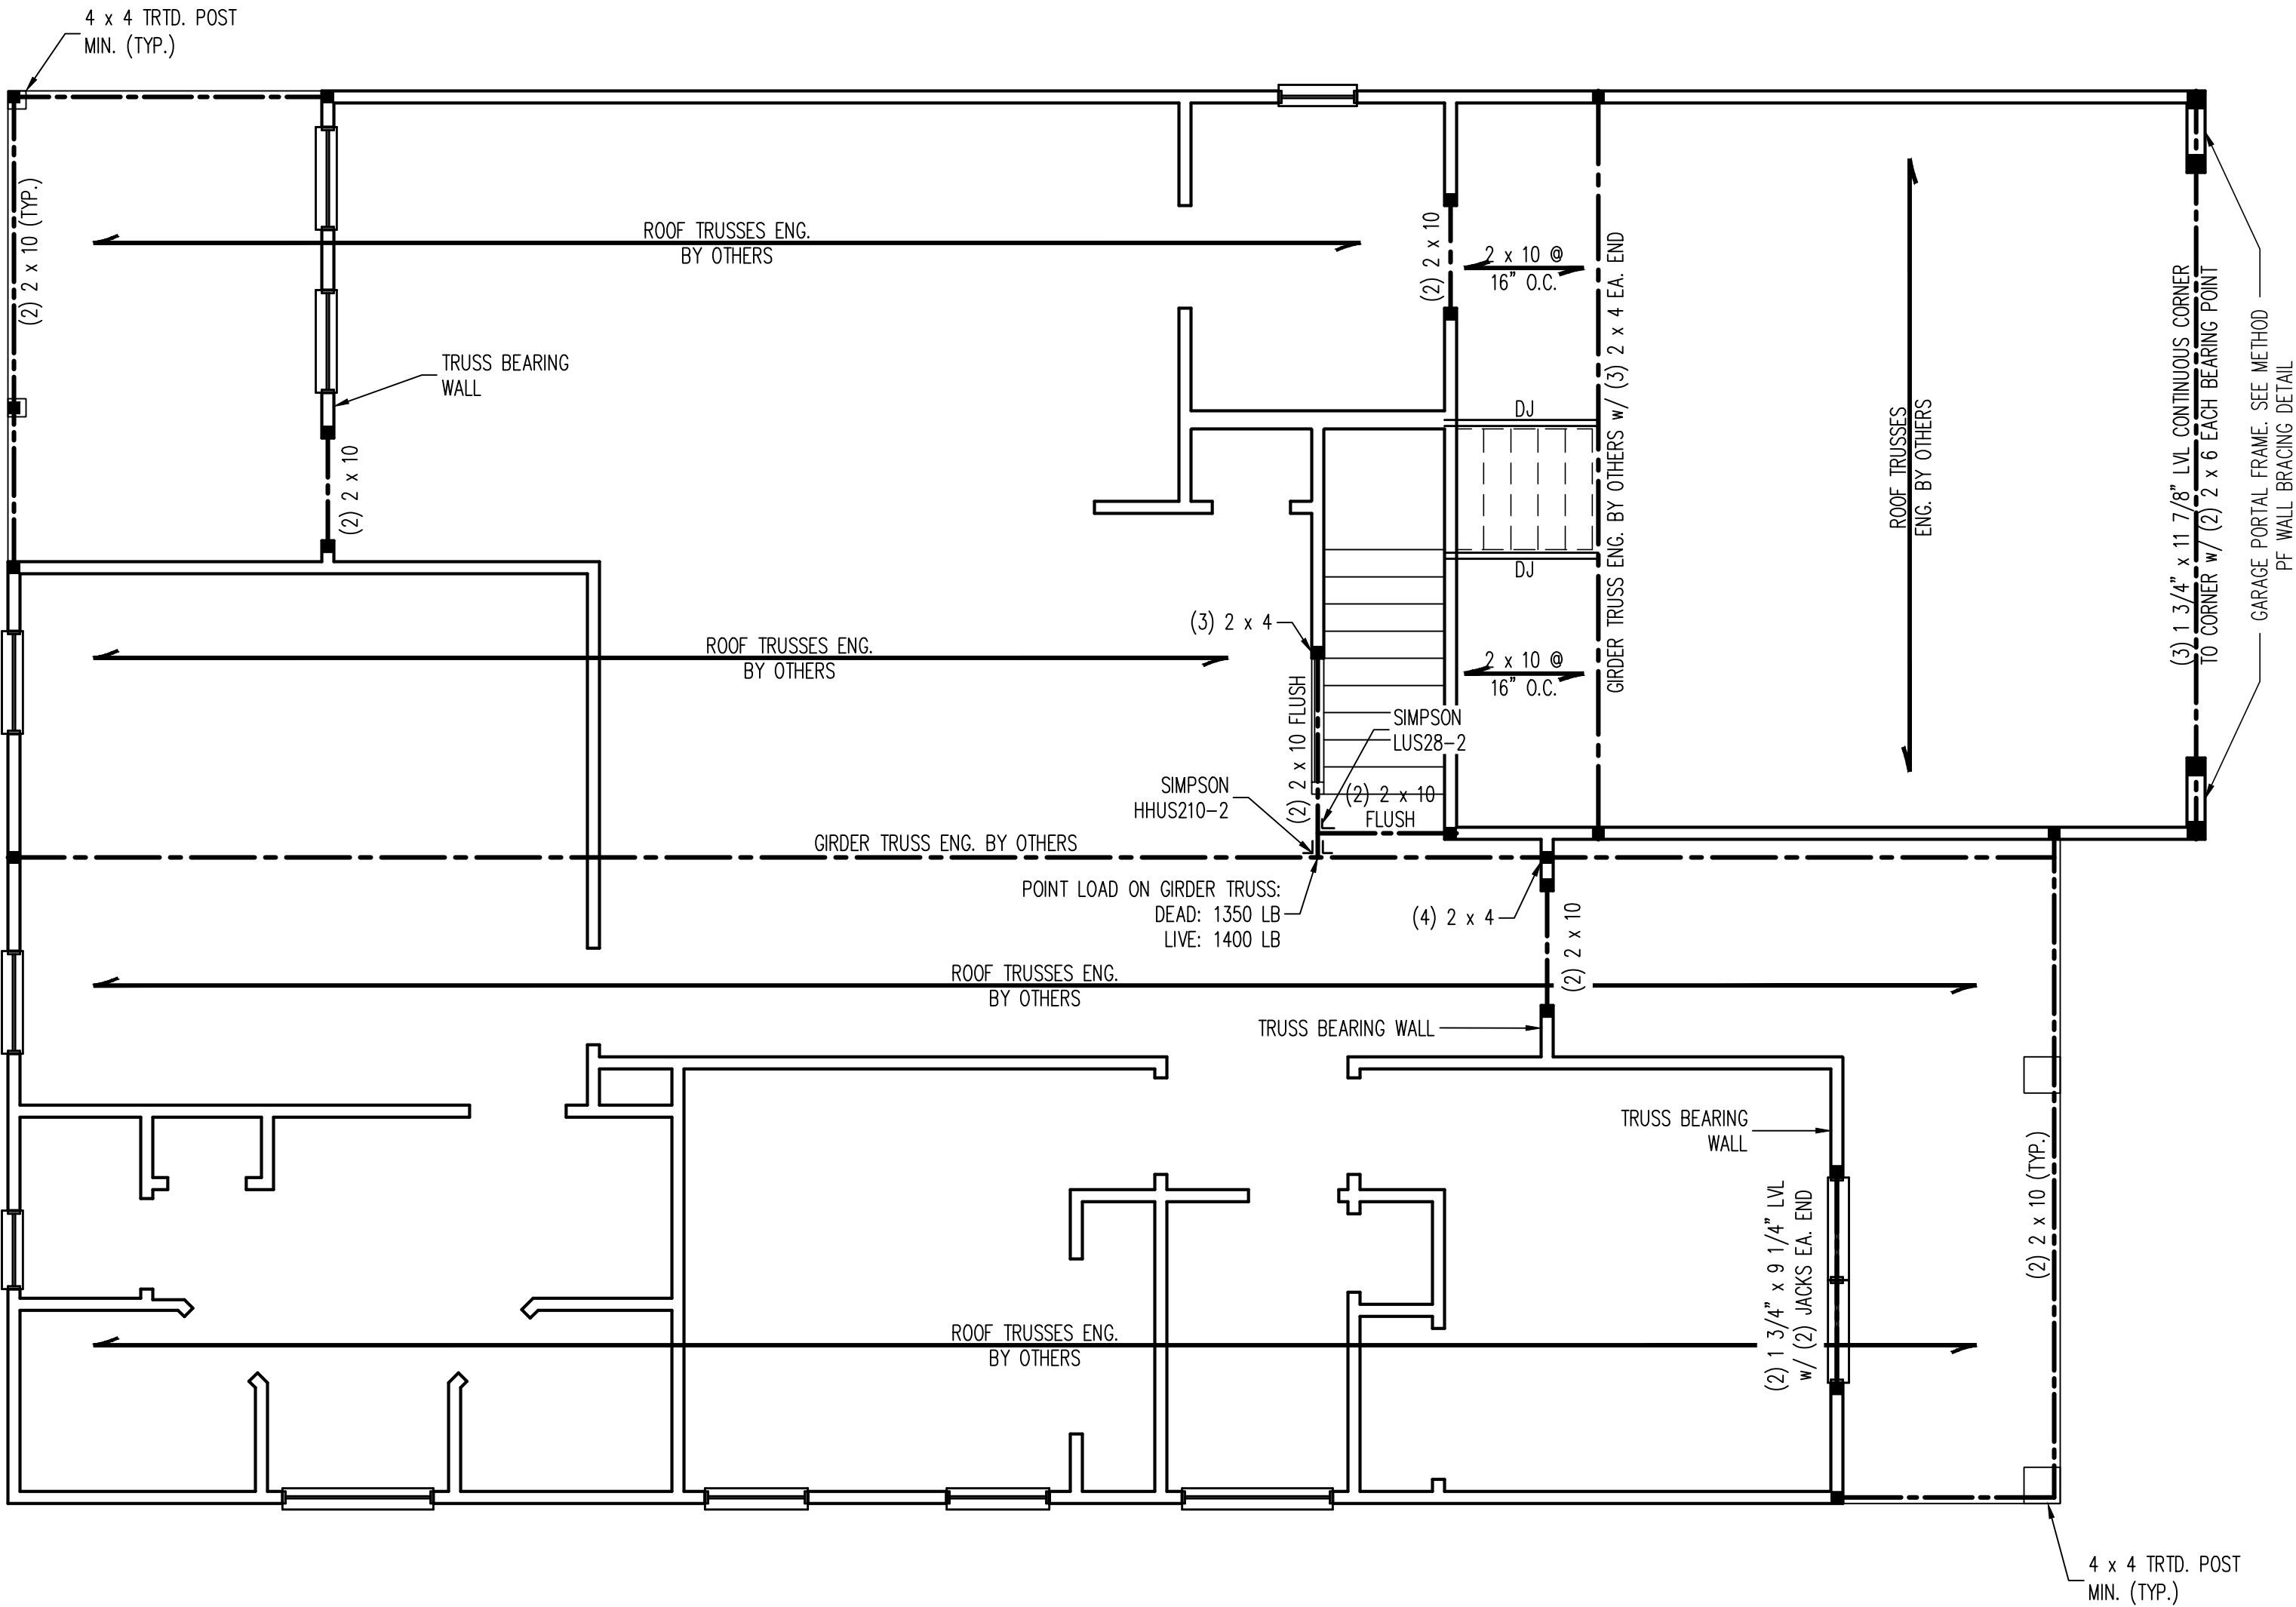 4 x 4 TRTD. POST
MIN. (TYP.)
(2) 2 x 10 (TYP.)
ROOF TRUSSES ENG.
BY OTHERS
TRUSS BEARING
WALL
(2) 2 x 10
(2) 2 x 10
2 x 10 @
16" O.C.
GIRDER TRUSS ENG. BY OTHERS w/ (3) 2 x 4 EA. END
DJ
DJ
ROOF TRUSSES
ENG. BY OTHERS
(3) 1 3/4" x 11 7/8" LVL CONTINUOUS CORNER
TO CORNER w/ (2) 2 x 6 EACH BEARING POINT
GARAGE PORTAL FRAME. SEE METHOD
PF WALL BRACING DETAIL
ROOF TRUSSES ENG.
BY OTHERS
(3) 2 x 4
2 x 10 @
16" O.C.
(2) 2 x 10 FLUSH
SIMPSON
LUS28-2
SIMPSON
HHUS210-2
(2) 2 x 10
FLUSH
GIRDER TRUSS ENG. BY OTHERS
POINT LOAD ON GIRDER TRUSS:
DEAD: 1350 LB
LIVE: 1400 LB
(4) 2 x 4
(2) 2 x 10
ROOF TRUSSES ENG.
BY OTHERS
TRUSS BEARING WALL
TRUSS BEARING
WALL
(2) 1 3/4" x 9 1/4" LVL
w/ (2) JACKS EA. END
(2) 2 x 10 (TYP.)
ROOF TRUSSES ENG.
BY OTHERS
4 x 4 TRTD. POST
MIN. (TYP.)